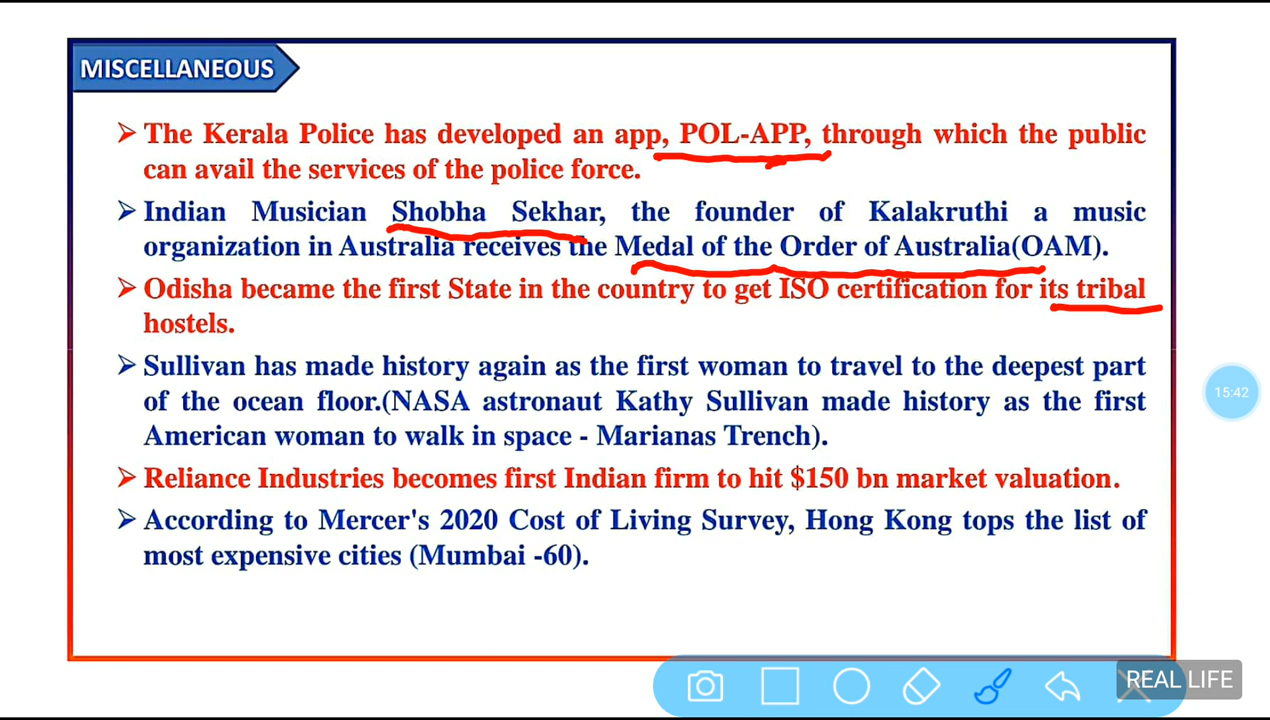 MISCELLANEOUS
➢ The Kerala Police has developed an app, POL-APP, through which the public
can avail the services of the police force.
➢ Indian Musician Shobha Sekhar, the founder of Kalakruthi a music
organization in Australia receives the Medal of the Order of Australia(OAM).
➢ Odisha became the first State in the country to get ISO certification for its tribal
hostels.
➢ Sullivan has made history again as the first woman to travel to the deepest part
of the ocean floor.(NASA astronaut Kathy Sullivan made history as the first
American woman to walk in space - Marianas Trench).
15:42
➢ Reliance Industries becomes first Indian firm to hit $150 bn market valuation.
➢ According to Mercer's 2020 Cost of Living Survey, Hong Kong tops the list of
most expensive cities (Mumbai -60).
REAL LIFE